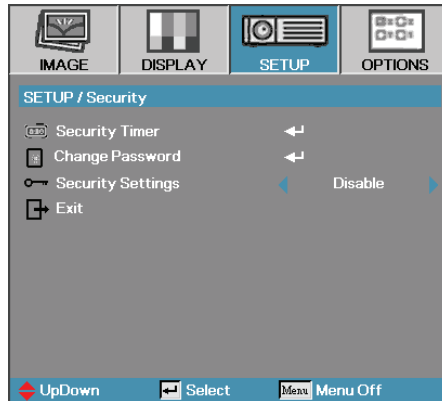 IMAGE DISPLAY SETUP OPTIONS
SETUP / Security
Security Timer
Change Password
Security Settings Disable
Exit
UpDown Select Menu Menu Off